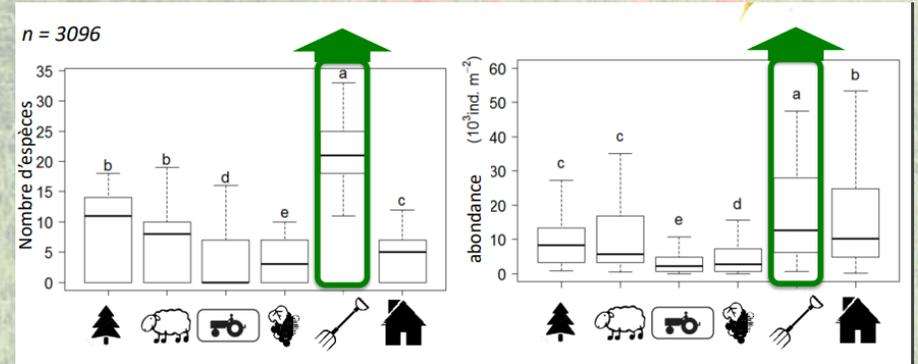 n = 3096
Nombre d'espèces
35
30
25
20
15
10
5
0
b
b
d
e
a
c
abondance (10³ind. m⁻²)
60
50
40
30
20
10
0
c
c
e
d
a
b